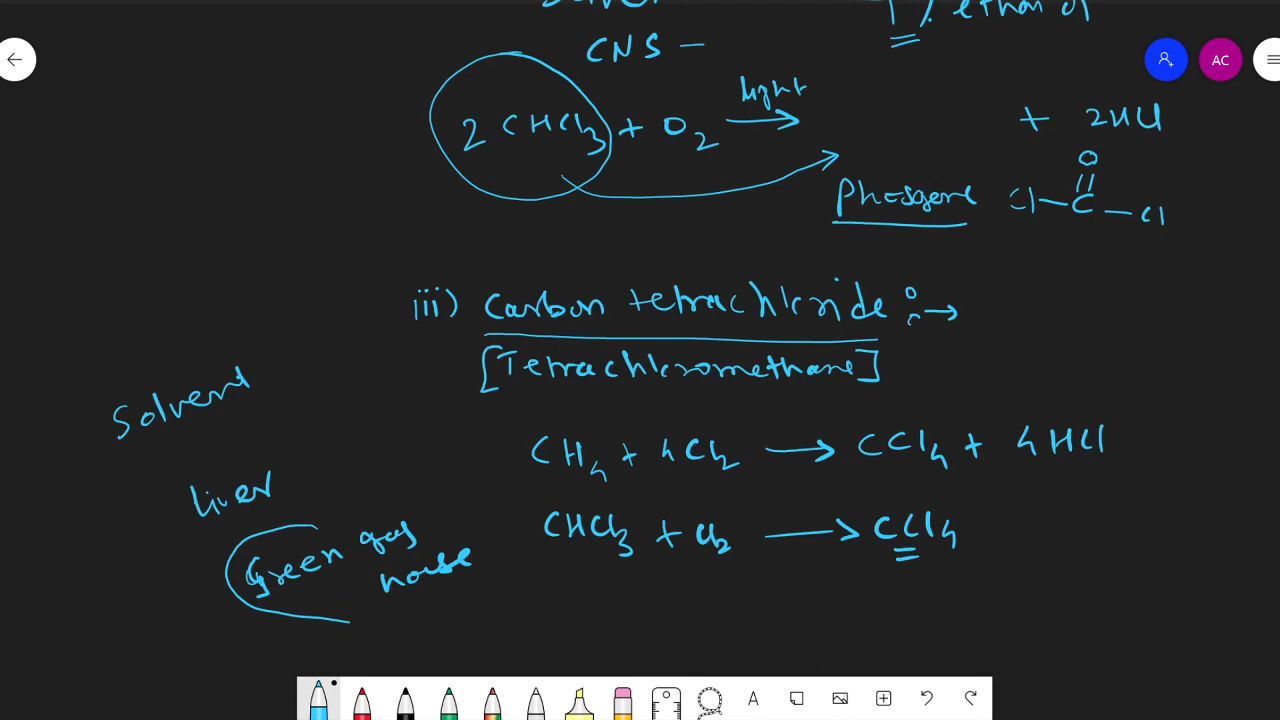 % ethanol
CNS –
2 CHCl3 + O2 light → + 2HCl
Phosgene Cl–C–Cl
O
iii) Carbon tetrachloride :→
[Tetrachloromethane]
Solvent
CH4 + 4Cl2 → CCl4 + 4HCl
liver
CHCl3 + Cl2 → CCl4
Green gas
house
AC
A